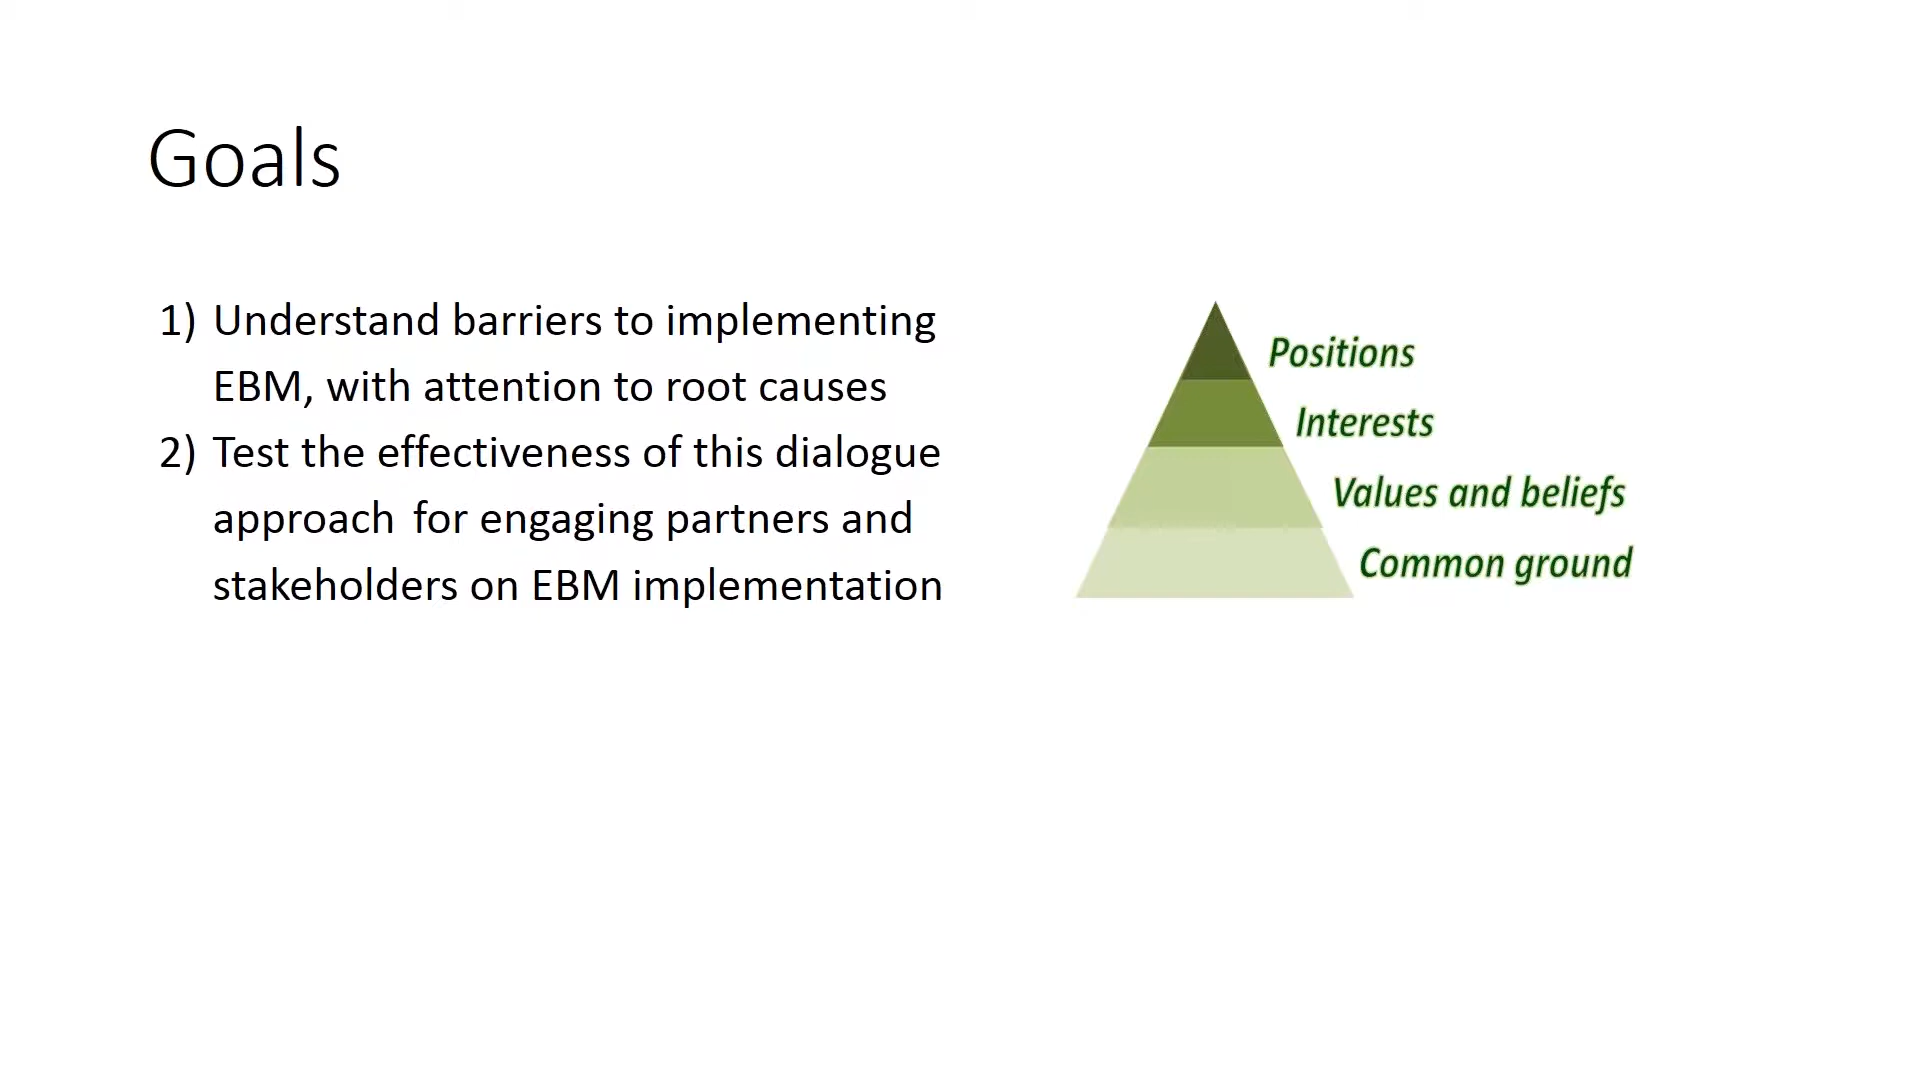 Goals
1) Understand barriers to implementing
EBM, with attention to root causes
2) Test the effectiveness of this dialogue
approach for engaging partners and
stakeholders on EBM implementation
Positions
Interests
Values and beliefs
Common ground